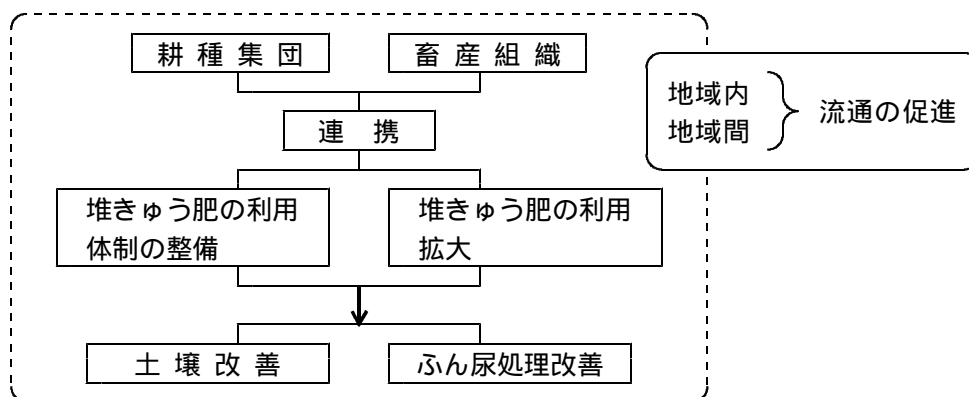 耕種集団
畜産組織
地域内
地域間
流通の促進
連携
堆きゅう肥の利用
体制の整備
堆きゅう肥の利用
拡大
土壌改善
ふん尿処理改善